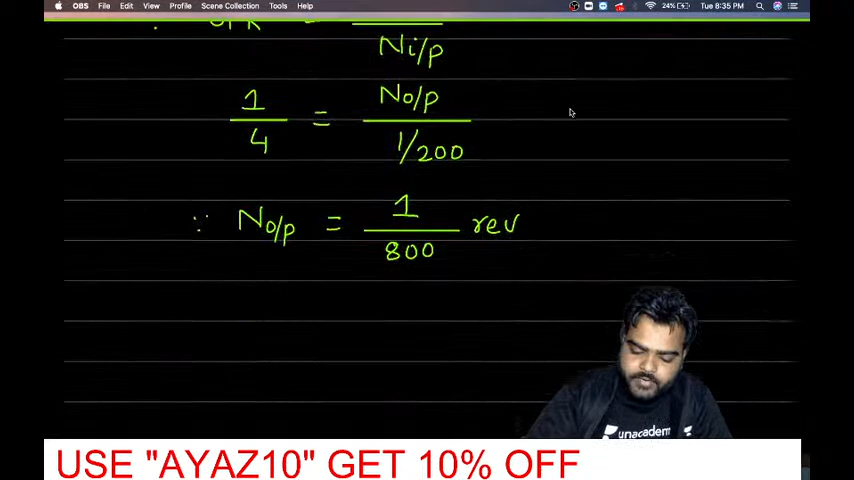 OBS File Edit View Profile Scene Collection Tools Help 24% Tue 8:35 PM
Ni/p
1/4 = No/p / 1/200
∵ No/p = 1/800 rev
unacadem
USE "AYAZ10" GET 10% OFF